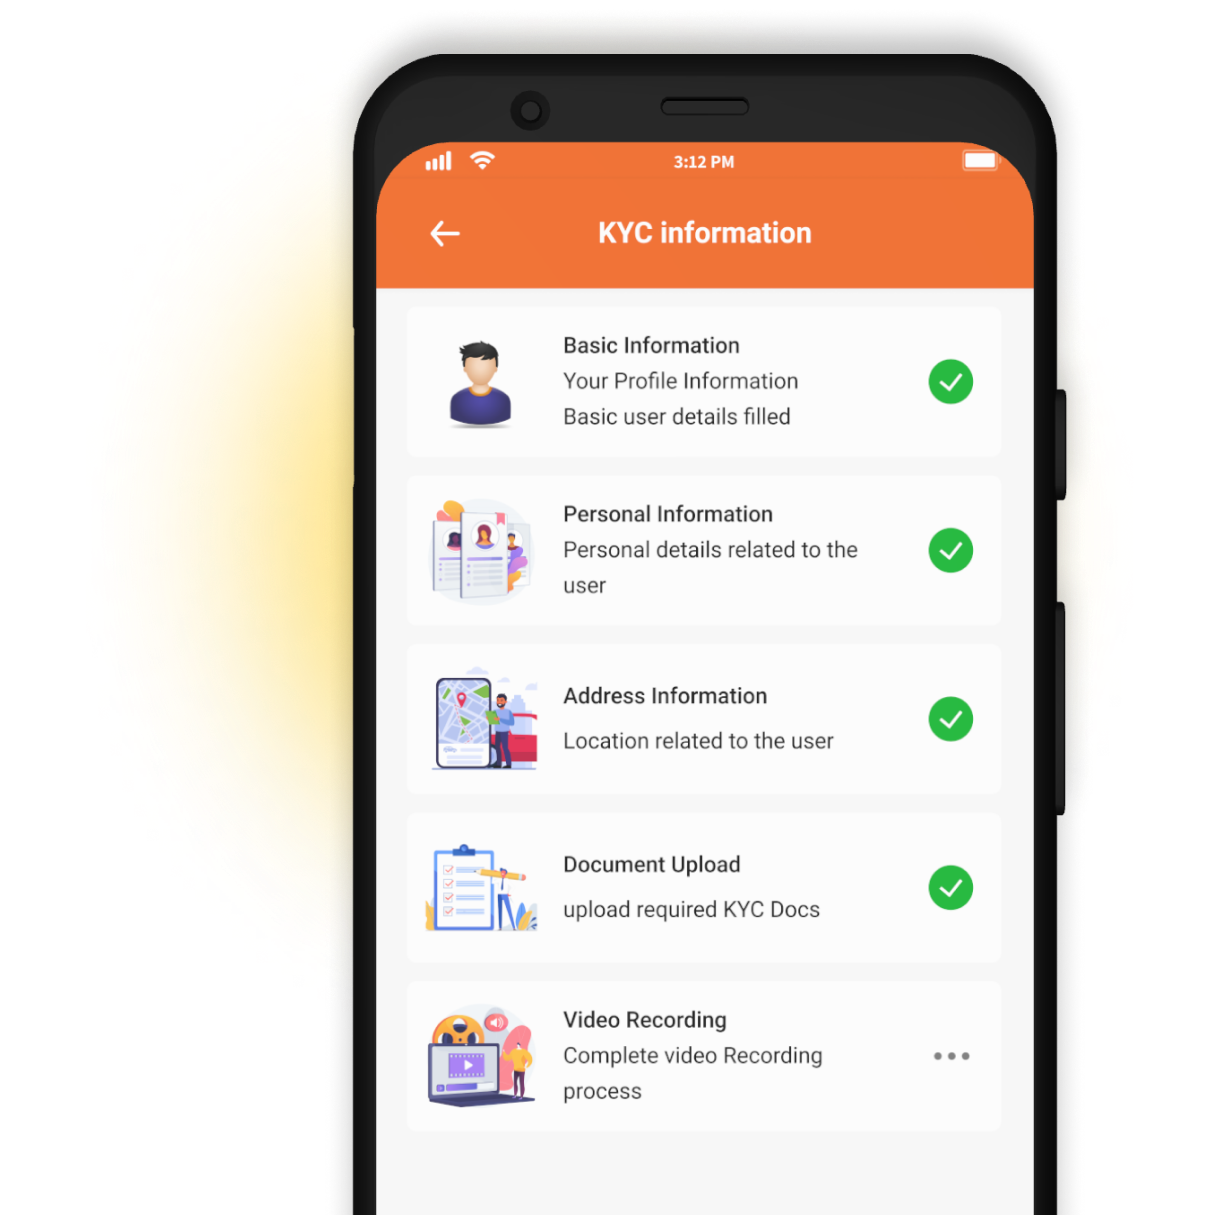 3:12 PM
KYC information
Basic Information
Your Profile Information
Basic user details filled
Personal Information
Personal details related to the
user
Address Information
Location related to the user
Document Upload
upload required KYC Docs
Video Recording
Complete video Recording
process